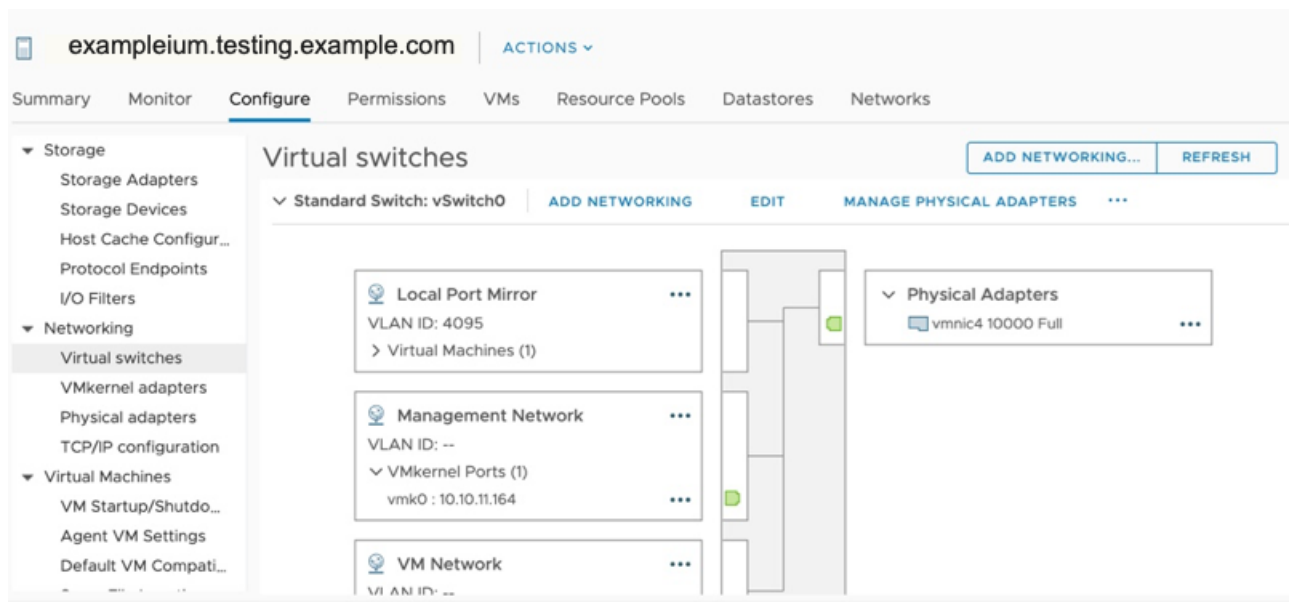 exampleium.testing.example.com ACTIONS
Summary Monitor Configure Permissions VMs Resource Pools Datastores Networks
Storage
Storage Adapters
Storage Devices
Host Cache Configur...
Protocol Endpoints
I/O Filters
Networking
Virtual switches
VMkernel adapters
Physical adapters
TCP/IP configuration
Virtual Machines
VM Startup/Shutdo...
Agent VM Settings
Default VM Compati...
Virtual switches
ADD NETWORKING... REFRESH
Standard Switch: vSwitch0 ADD NETWORKING EDIT MANAGE PHYSICAL ADAPTERS ...
Local Port Mirror ...
VLAN ID: 4095
Virtual Machines (1)
Management Network ...
VLAN ID: --
VMkernel Ports (1)
vmk0 : 10.10.11.164 ...
VM Network ...
VLAN ID: --
Physical Adapters
vmnic4 10000 Full ...